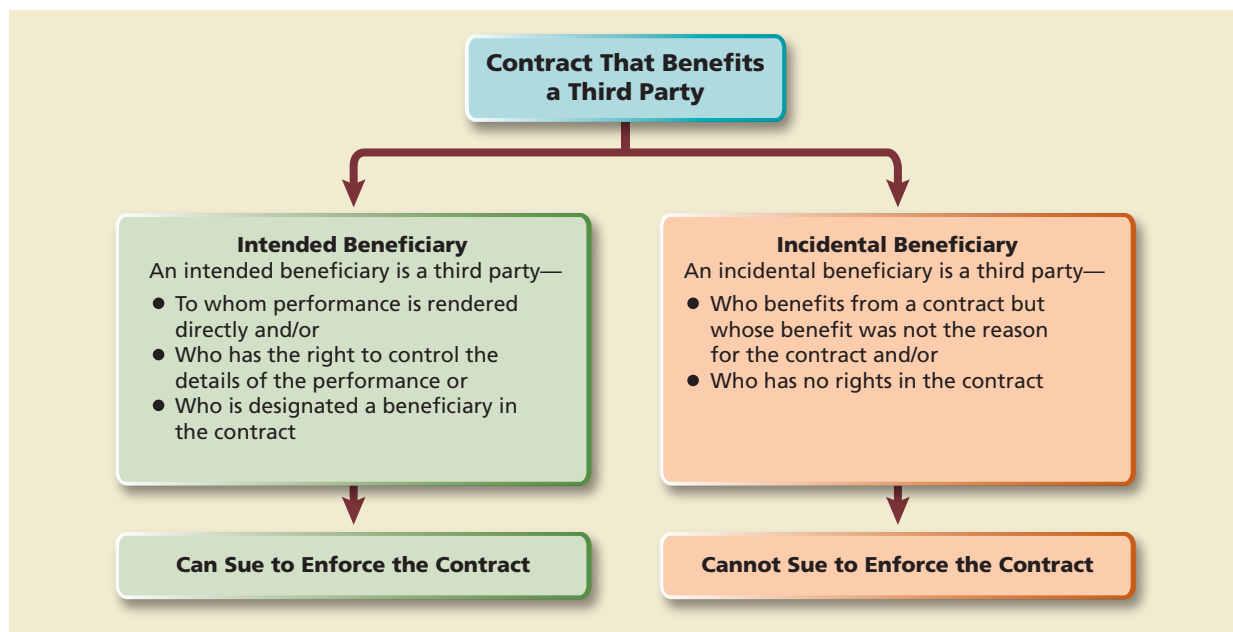 Contract That Benefits
a Third Party
Intended Beneficiary
An intended beneficiary is a third party—
● To whom performance is rendered
directly and/or
● Who has the right to control the
details of the performance or
● Who is designated a beneficiary in
the contract
Can Sue to Enforce the Contract
Incidental Beneficiary
An incidental beneficiary is a third party—
● Who benefits from a contract but
whose benefit was not the reason
for the contract and/or
● Who has no rights in the contract
Cannot Sue to Enforce the Contract